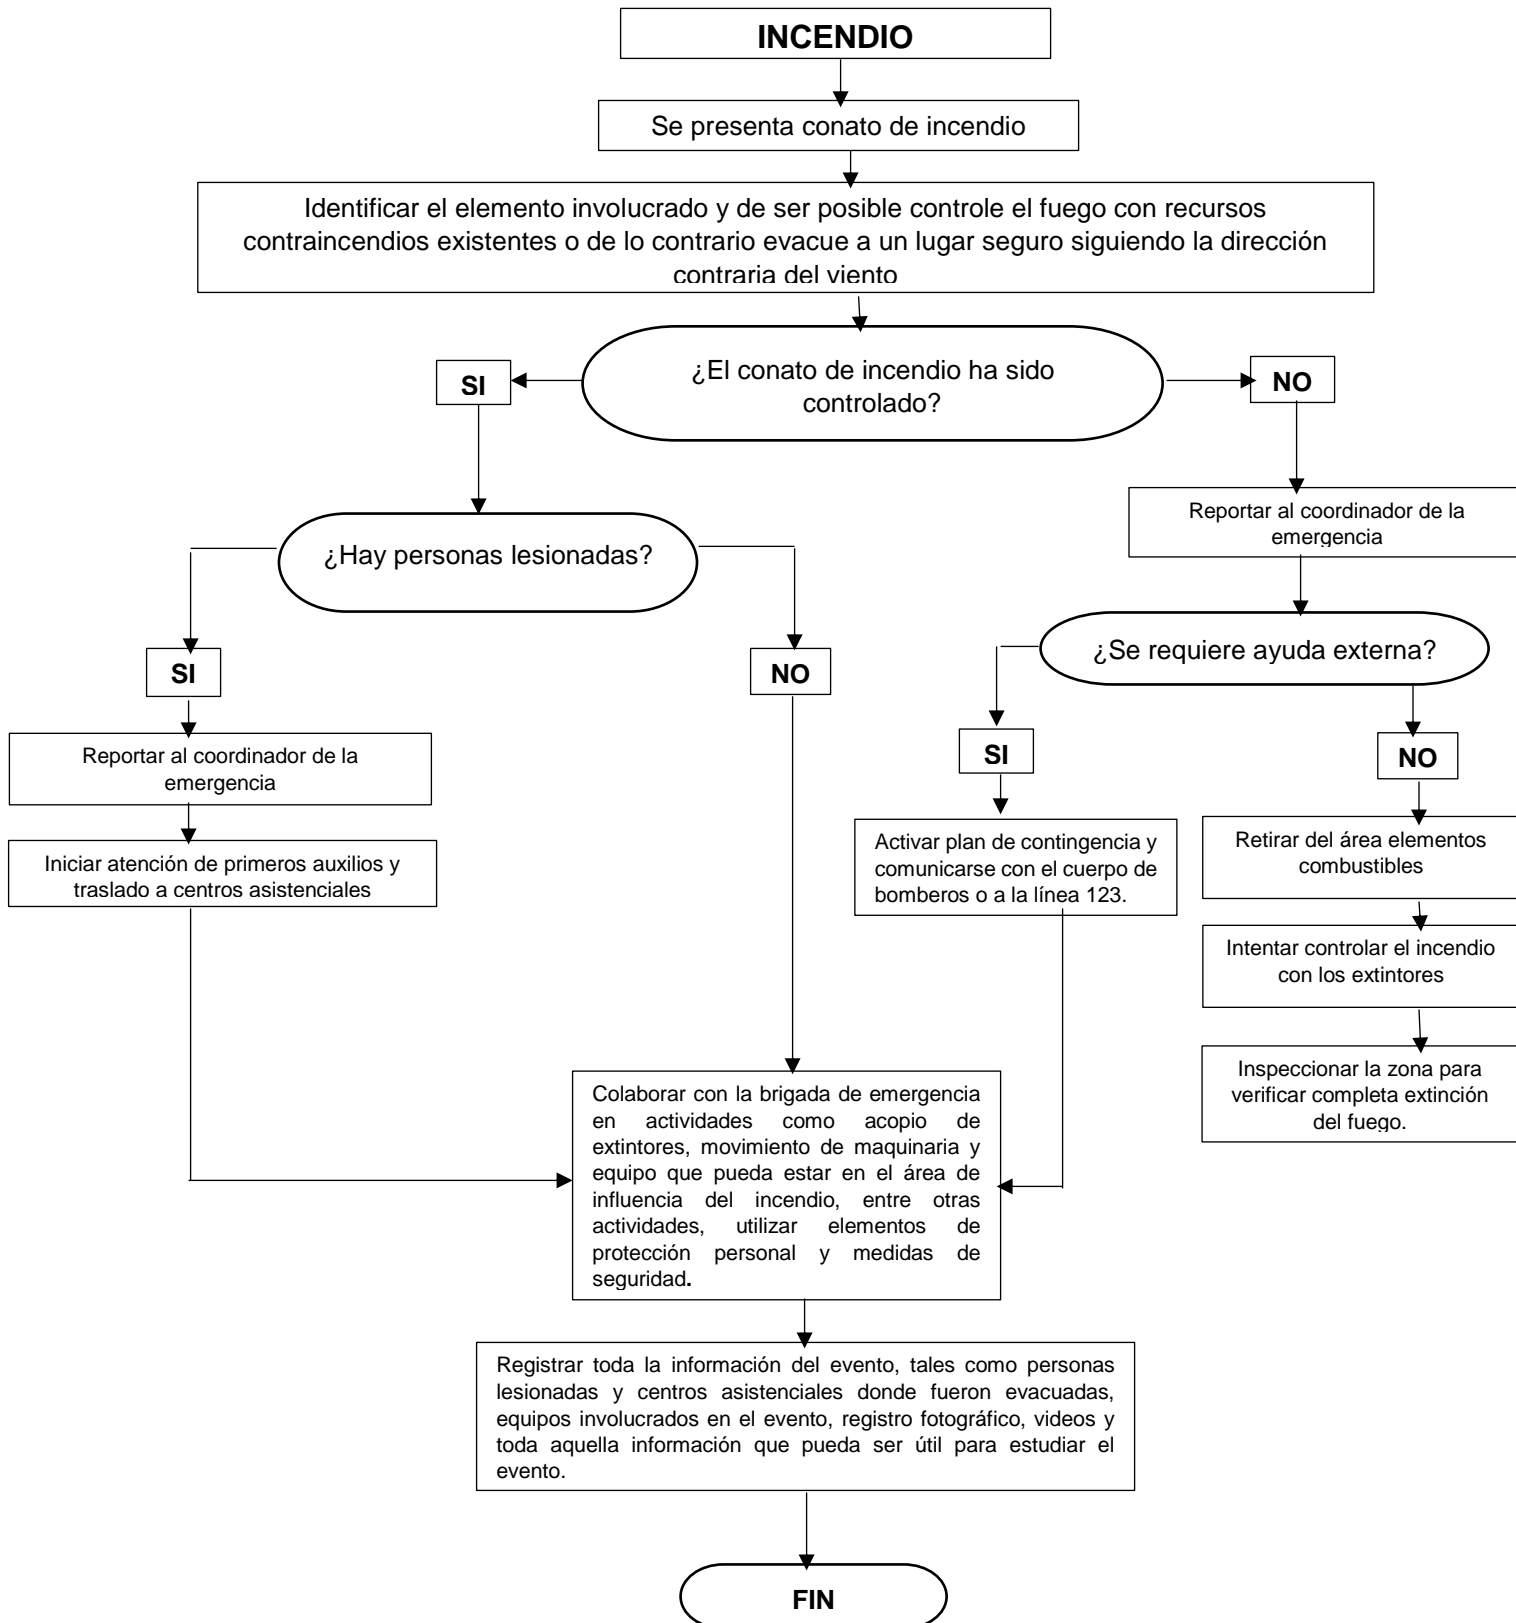 INCENDIO
Se presenta conato de incendio
Identificar el elemento involucrado y de ser posible controle el fuego con recursos
contraincendios existentes o de lo contrario evacue a un lugar seguro siguiendo la dirección
contraria del viento
¿El conato de incendio ha sido
controlado?
SI
NO
¿Hay personas lesionadas?
Reportar al coordinador de la
emergencia
SI
NO
¿Se requiere ayuda externa?
SI
NO
Reportar al coordinador de la
emergencia
Iniciar atención de primeros auxilios y
traslado a centros asistenciales
Activar plan de contingencia y
comunicarse con el cuerpo de
bomberos o a la línea 123.
Retirar del área elementos
combustibles
Intentar controlar el incendio
con los extintores
Inspeccionar la zona para
verificar completa extinción
del fuego.
Colaborar con la brigada de emergencia
en actividades como acopio de
extintores, movimiento de maquinaria y
equipo que pueda estar en el área de
influencia del incendio, entre otras
actividades, utilizar elementos de
protección personal y medidas de
seguridad.
Registrar toda la información del evento, tales como personas
lesionadas y centros asistenciales donde fueron evacuadas,
equipos involucrados en el evento, registro fotográfico, videos y
toda aquella información que pueda ser útil para estudiar el
evento.
FIN